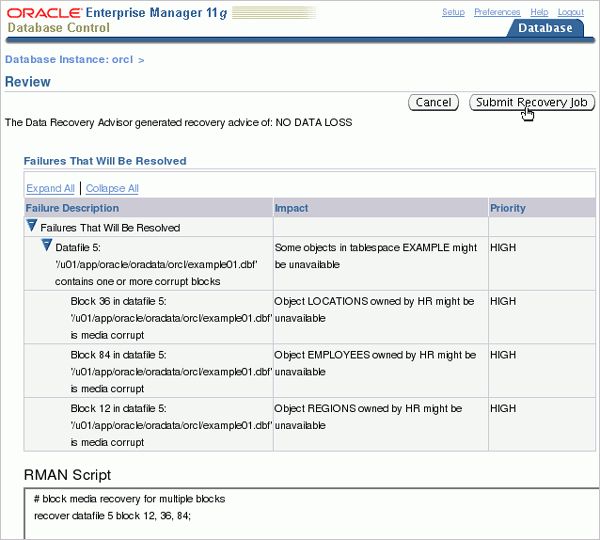 ORACLE Enterprise Manager 11g
Database Control
Setup Preferences Help Logout
Database
Database Instance: orcl >
Review
Cancel Submit Recovery Job
The Data Recovery Advisor generated recovery advice of: NO DATA LOSS
Failures That Will Be Resolved
Expand All | Collapse All
Failure Description Impact Priority
Failures That Will Be Resolved
Datafile 5: Some objects in tablespace EXAMPLE might HIGH
'/u01/app/oracle/oradata/orcl/example01.dbf' be unavailable
contains one or more corrupt blocks
Block 36 in datafile 5: Object LOCATIONS owned by HR might be HIGH
'/u01/app/oracle/oradata/orcl/example01.dbf' unavailable
is media corrupt
Block 84 in datafile 5: Object EMPLOYEES owned by HR might be HIGH
'/u01/app/oracle/oradata/orcl/example01.dbf' unavailable
is media corrupt
Block 12 in datafile 5: Object REGIONS owned by HR might be HIGH
'/u01/app/oracle/oradata/orcl/example01.dbf' unavailable
is media corrupt
RMAN Script
# block media recovery for multiple blocks
recover datafile 5 block 12, 36, 84;